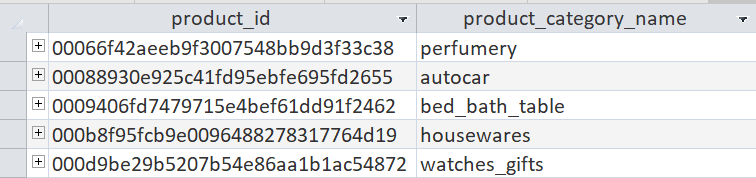 product_id product_category_name
00066f42aeeb9f3007548bb9d3f33c38 perfumery
00088930e925c41fd95ebfe695fd2655 autocar
0009406fd7479715e4bef61dd91f2462 bed_bath_table
000b8f95fcb9e0096488278317764d19 housewares
000d9be29b5207b54e86aa1b1ac54872 watches_gifts